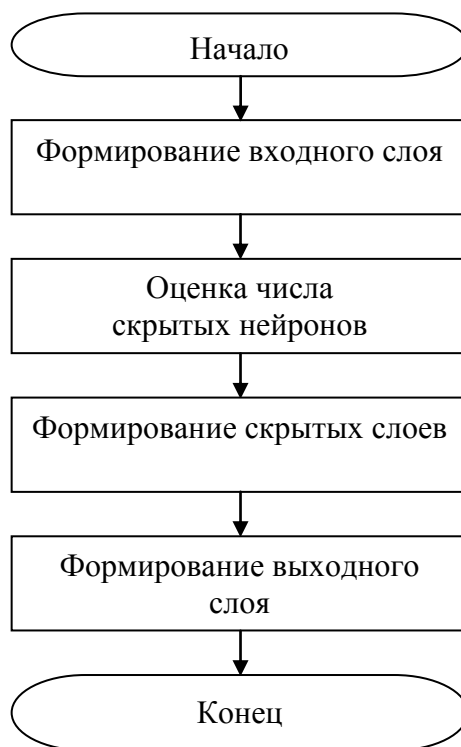 Начало
Формирование входного слоя
Оценка числа
скрытых нейронов
Формирование скрытых слоев
Формирование выходного
слоя
Конец